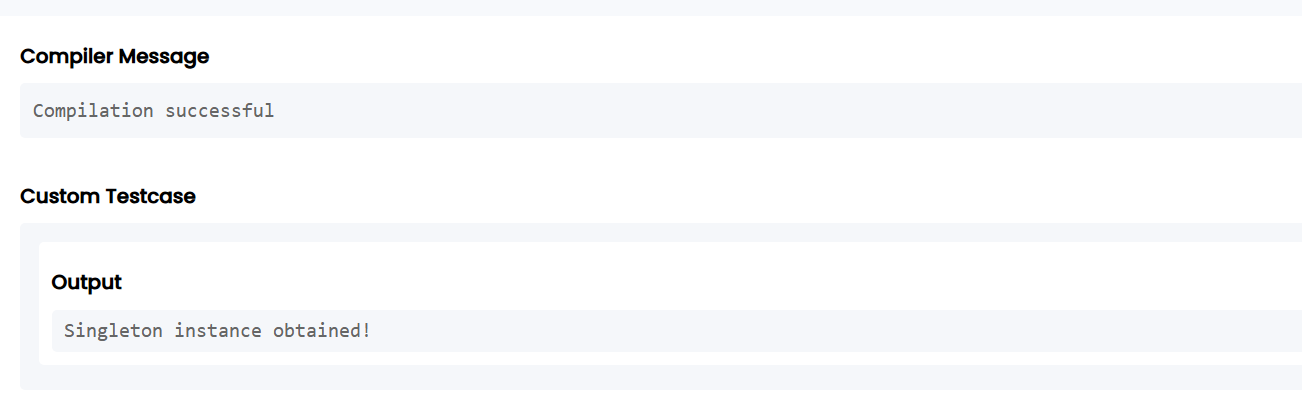 Compiler Message
Compilation successful
Custom Testcase
Output
Singleton instance obtained!